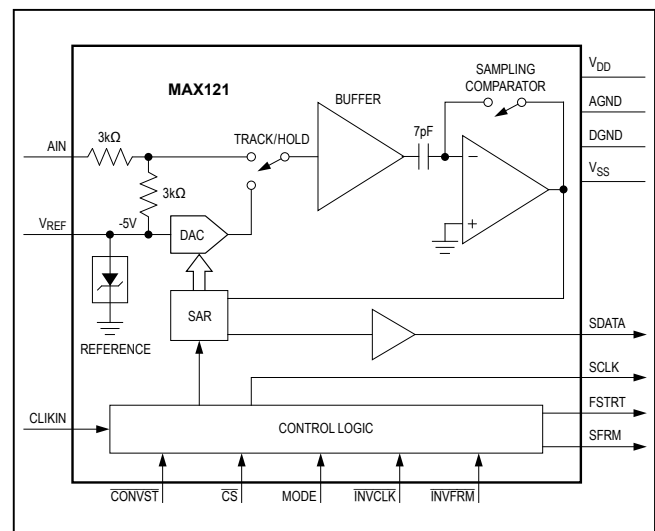 MAX121
SAMPLING
COMPARATOR
V_DD
BUFFER
AGND
3kΩ
TRACK/HOLD
7pF
AIN
DGND
−
V_SS
3kΩ
V_REF
-5V
DAC
+
SAR
SDATA
REFERENCE
SCLK
FSTRT
CLIKIN
CONTROL LOGIC
SFRM
CONVST CS MODE INVCLK INVFRM